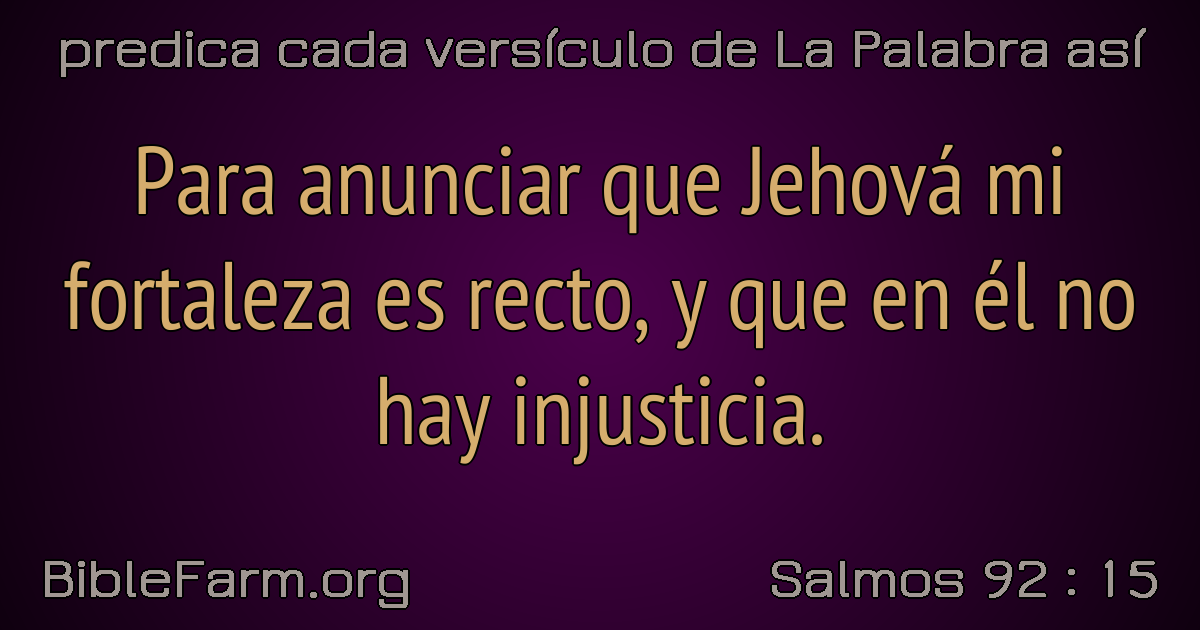 predica cada versículo de La Palabra así
Para anunciar que Jehová mi
fortaleza es recto, y que en él no
hay injusticia.
BibleFarm.org
Salmos 92 : 15